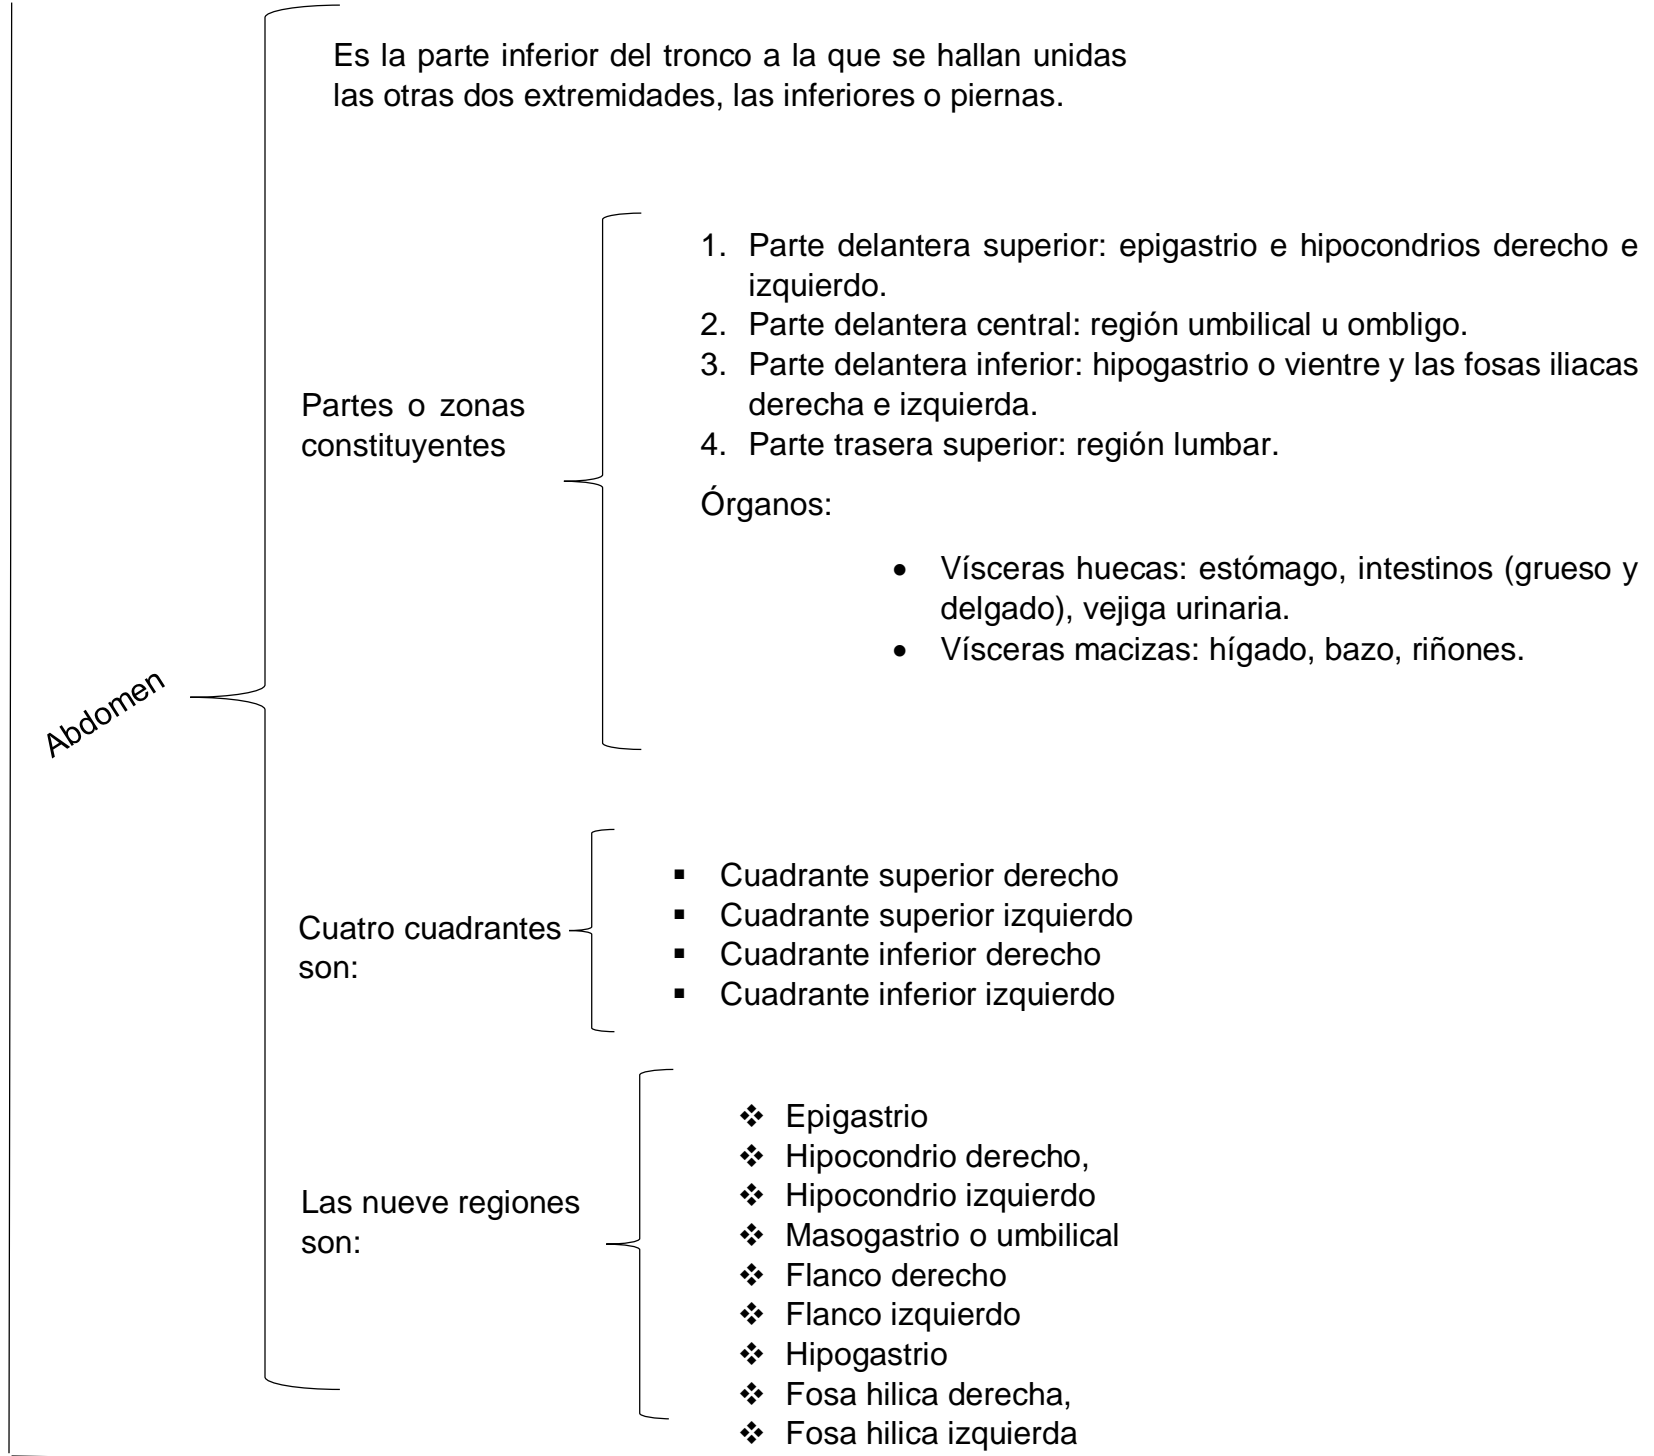 Es la parte inferior del tronco a la que se hallan unidas
las otras dos extremidades, las inferiores o piernas.
1. Parte delantera superior: epigastrio e hipocondrios derecho e
izquierdo.
2. Parte delantera central: región umbilical u ombligo.
3. Parte delantera inferior: hipogastrio o vientre y las fosas iliacas
derecha e izquierda.
4. Parte trasera superior: región lumbar.
Partes o zonas
constituyentes
Órganos:
• Vísceras huecas: estómago, intestinos (grueso y
delgado), vejiga urinaria.
• Vísceras macizas: hígado, bazo, riñones.
Abdomen
Cuatro cuadrantes
son:
▪ Cuadrante superior derecho
▪ Cuadrante superior izquierdo
▪ Cuadrante inferior derecho
▪ Cuadrante inferior izquierdo
Las nueve regiones
son:
❖ Epigastrio
❖ Hipocondrio derecho,
❖ Hipocondrio izquierdo
❖ Masogastrio o umbilical
❖ Flanco derecho
❖ Flanco izquierdo
❖ Hipogastrio
❖ Fosa hilica derecha,
❖ Fosa hilica izquierda